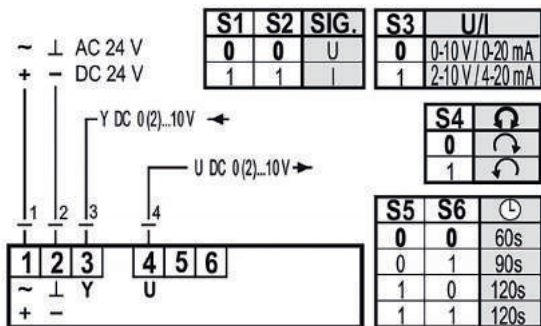 ~ ⊥ AC 24 V
+ − DC 24 V
Y DC 0(2)...10V
U DC 0(2)...10V
1 2 3 4
1 2 3 4 5 6
~ ⊥ Y U
+ −
S1 S2 SIG.
0 0 U
1 1 I
S3 U/I
0 0-10 V / 0-20 mA
1 2-10 V / 4-20 mA
S4
0
1
S5 S6
0 0 60s
0 1 90s
1 0 120s
1 1 120s